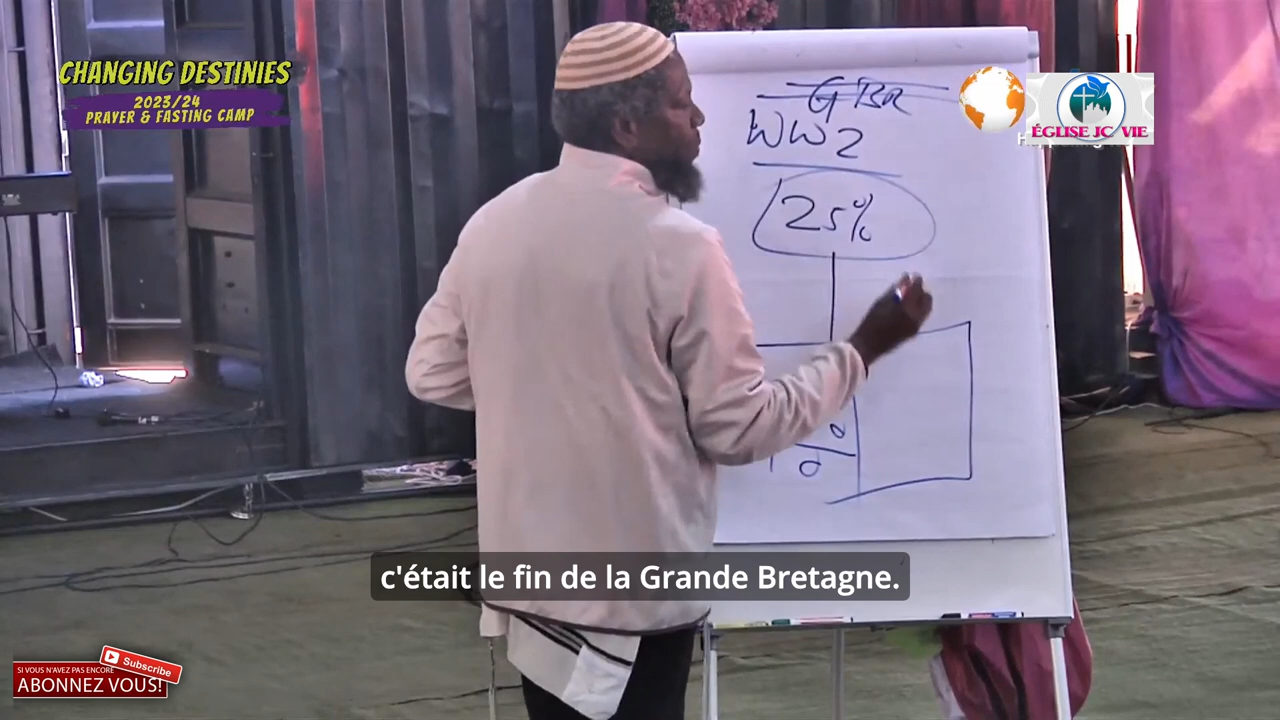 CHANGING DESTINIES
2023/24
PRAYER & FASTING CAMP
GBR
WW2
25%
ÉGLISE JC VIE
c'était le fin de la Grande Bretagne.
SI VOUS N'AVEZ PAS ENCORE
Subscribe
ABONNEZ VOUS!